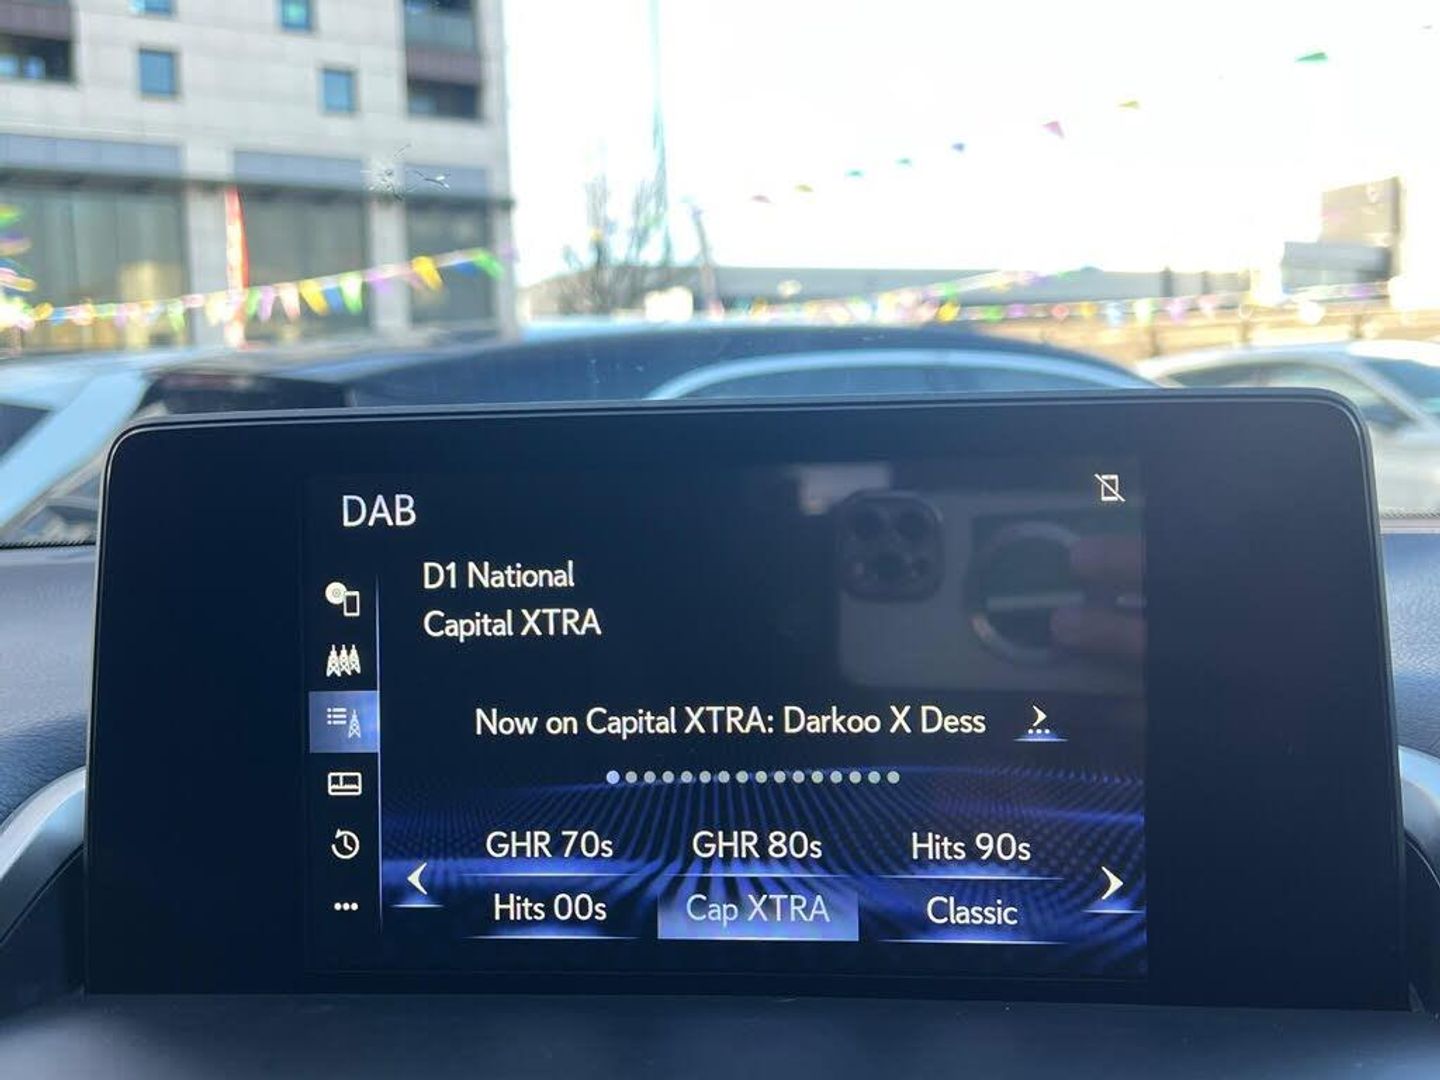 DAB
D1 National
Capital XTRA
Now on Capital XTRA: Darkoo X Dess
GHR 70s GHR 80s Hits 90s
Hits 00s Cap XTRA Classic